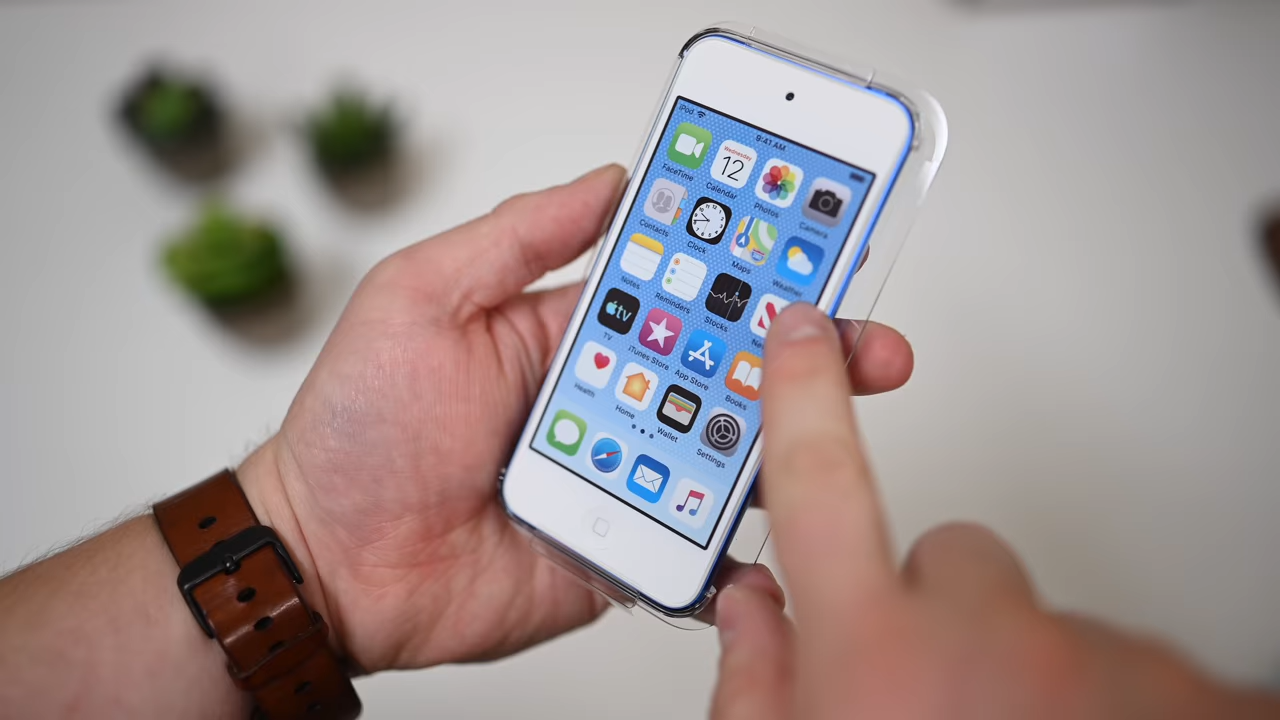 iPod
9:41 AM
FaceTime
Wednesday
12
Calendar
Photos
Camera
Contacts
Clock
Maps
Weather
Notes
Reminders
Stocks
tv
TV
iTunes Store
App Store
Books
Health
Home
Wallet
Settings